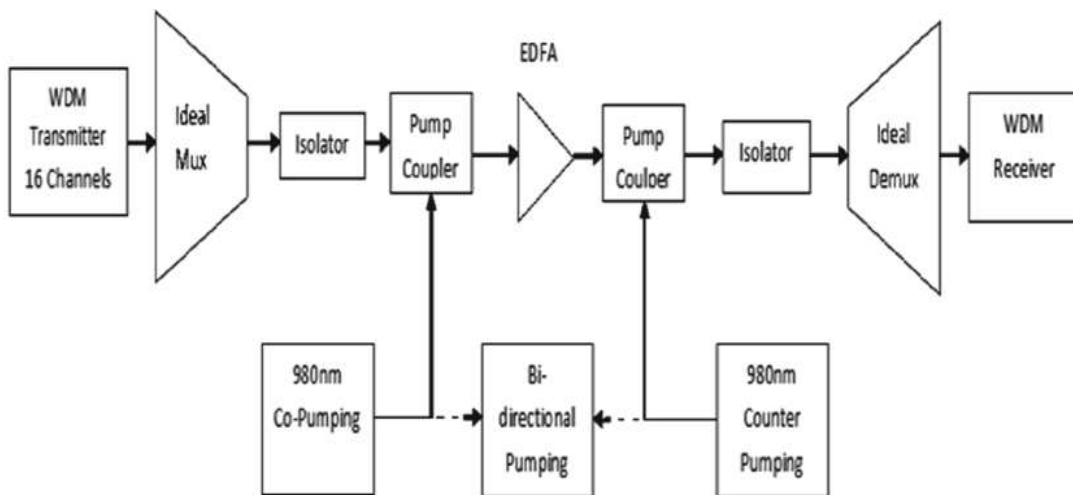 EDFA
WDM
Transmitter
16 Channels
Ideal
Mux
Isolator
Pump
Coupler
Pump
Coulper
Isolator
Ideal
Demux
WDM
Receiver
980nm
Co-Pumping
Bi-
directional
Pumping
980nm
Counter
Pumping